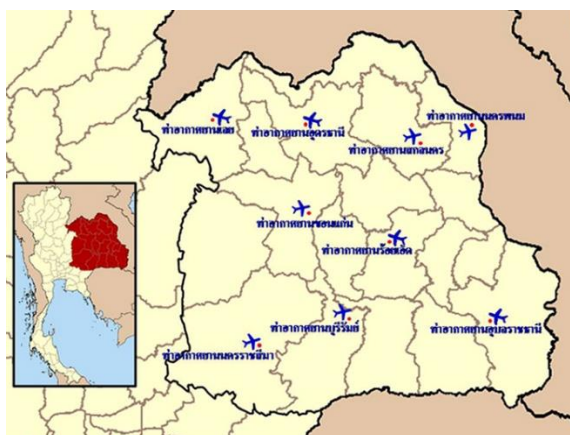 ท่าอากาศยานนครพนม
ท่าอากาศยานเลย
ท่าอากาศยานอุดรธานี
ท่าอากาศยานสกลนคร
ท่าอากาศยานขอนแก่น
ท่าอากาศยานร้อยเอ็ด
ท่าอากาศยานบุรีรัมย์
ท่าอากาศยานอุบลราชธานี
ท่าอากาศยานนครราชสีมา